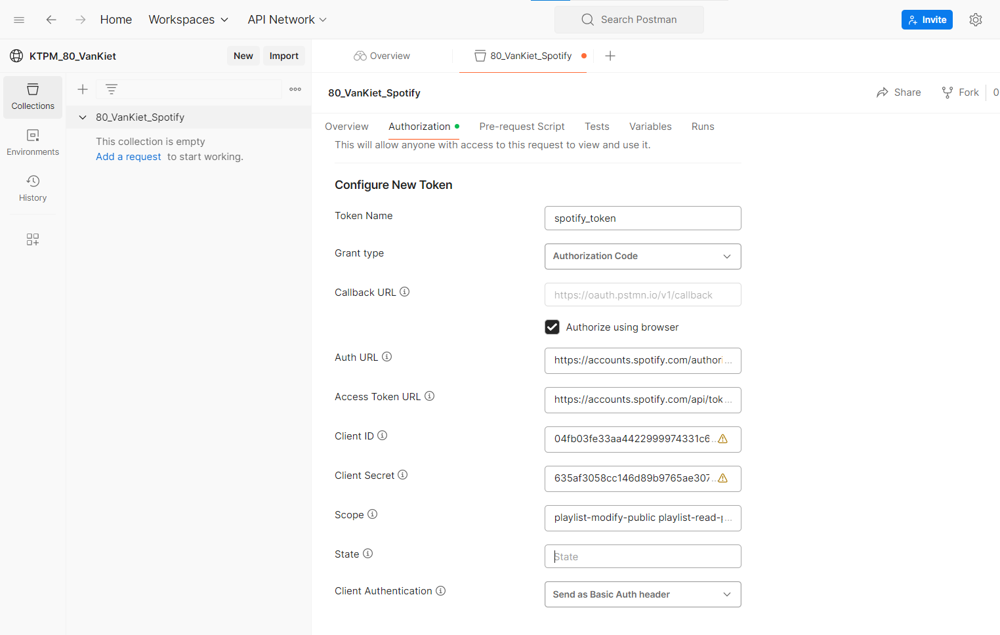 Home
Workspaces
API Network
Search Postman
Invite
KTPM_80_VanKiet
New
Import
Overview
80_VanKiet_Spotify
Collections
Environments
History
80_VanKiet_Spotify
This collection is empty
Add a request to start working.
80_VanKiet_Spotify
Share
Fork
0
Overview
Authorization
Pre-request Script
Tests
Variables
Runs
This will allow anyone with access to this request to view and use it.
Configure New Token
Token Name
spotify_token
Grant type
Authorization Code
Callback URL
https://oauth.pstmn.io/v1/callback
Authorize using browser
Auth URL
https://accounts.spotify.com/authori...
Access Token URL
https://accounts.spotify.com/api/tok...
Client ID
04fb03fe33aa4422999974331c6...
Client Secret
635af3058cc146d89b9765ae307...
Scope
playlist-modify-public playlist-read-p...
State
State
Client Authentication
Send as Basic Auth header